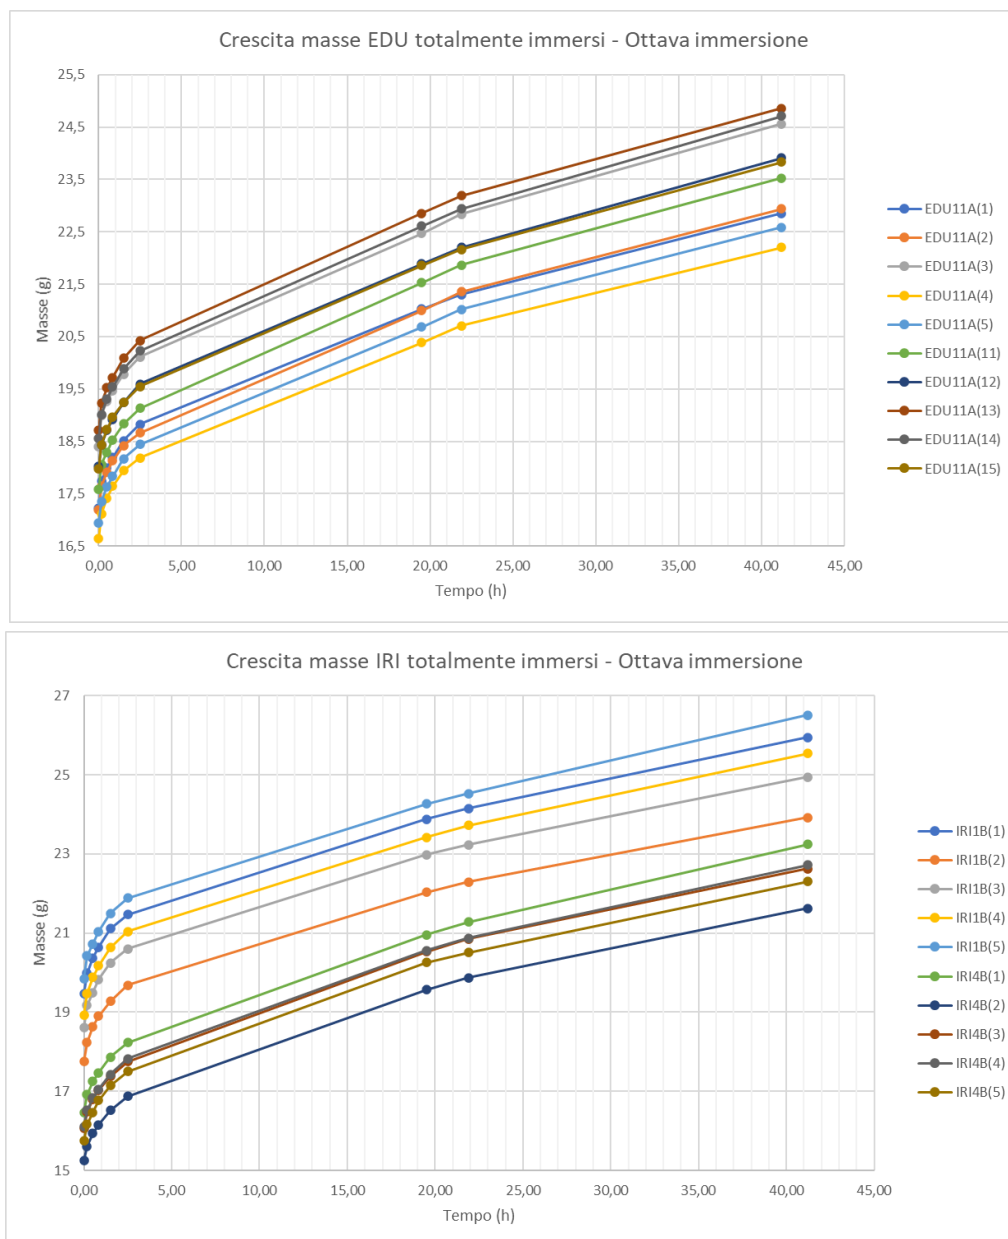 Crescita masse EDU totalmente immersi - Ottava immersione
25,5
24,5
23,5
22,5
21,5
20,5
19,5
18,5
17,5
16,5
Masse (g)
0,00 5,00 10,00 15,00 20,00 25,00 30,00 35,00 40,00 45,00
Tempo (h)
EDU11A(1)
EDU11A(2)
EDU11A(3)
EDU11A(4)
EDU11A(5)
EDU11A(11)
EDU11A(12)
EDU11A(13)
EDU11A(14)
EDU11A(15)
Crescita masse IRI totalmente immersi - Ottava immersione
27
25
23
21
19
17
15
Masse (g)
0,00 5,00 10,00 15,00 20,00 25,00 30,00 35,00 40,00 45,00
Tempo (h)
IRI1B(1)
IRI1B(2)
IRI1B(3)
IRI1B(4)
IRI1B(5)
IRI4B(1)
IRI4B(2)
IRI4B(3)
IRI4B(4)
IRI4B(5)